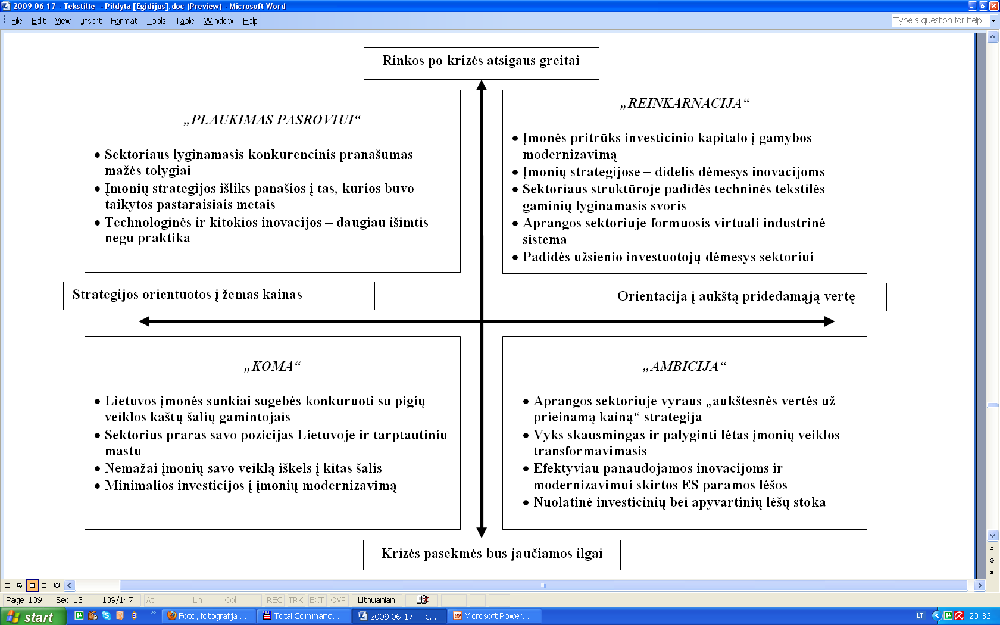 2009 06 17 - Tekstilte  - Pildyta [Egidijus].doc (Preview) - Microsoft Word
File Edit View Insert Format Tools Table Window Help
Type a question for help
Rinkos po krizės atsigaus greitai
„PLAUKIMAS PASROVIUI“
• Sektoriaus lyginamasis konkurencinis pranašumas
mažės tolygiai
• Įmonių strategijos išliks panašios į tas, kurios buvo
taikytos pastaraisiais metais
• Technologinės ir kitokios inovacijos – daugiau išimtis
negu praktika
„REINKARNACIJA“
• Įmonės pritrūks investicinio kapitalo į gamybos
modernizavimą
• Įmonių strategijose – didelis dėmesys inovacijoms
• Sektoriaus struktūroje padidės techninės tekstilės
gaminių lyginamasis svoris
• Aprangos sektoriuje formuosis virtuali industrinė
sistema
• Padidės užsienio investuotojų dėmesys sektoriui
Strategijos orientuotos į žemas kainas
Orientacija į aukštą pridedamąją vertę
„KOMA“
• Lietuvos įmonės sunkiai sugebės konkuruoti su pigių
veiklos kaštų šalių gamintojais
• Sektorius praras savo pozicijas Lietuvoje ir tarptautiniu
mastu
• Nemažai įmonių savo veiklą iškels į kitas šalis
• Minimalios investicijos į įmonių modernizavimą
„AMBICIJA“
• Aprangos sektoriuje vyraus „aukštesnės vertės už
prieinamą kainą“ strategija
• Vyks skausmingas ir palyginti lėtas įmonių veiklos
transformavimasis
• Efektyviau panaudojamos inovacijoms ir
modernizavimui skirtos ES paramos lėšos
• Nuolatinė investicinių bei apyvartinių lėšų stoka
Krizės pasekmės bus jaučiamos ilgai
Page 109 Sec 13 109/147 At Ln Col REC TRK EXT OVR Lithuanian
start Foto, fotografija ... Total Command... 2009 06 17 - Te... Microsoft Power... LT 20:32